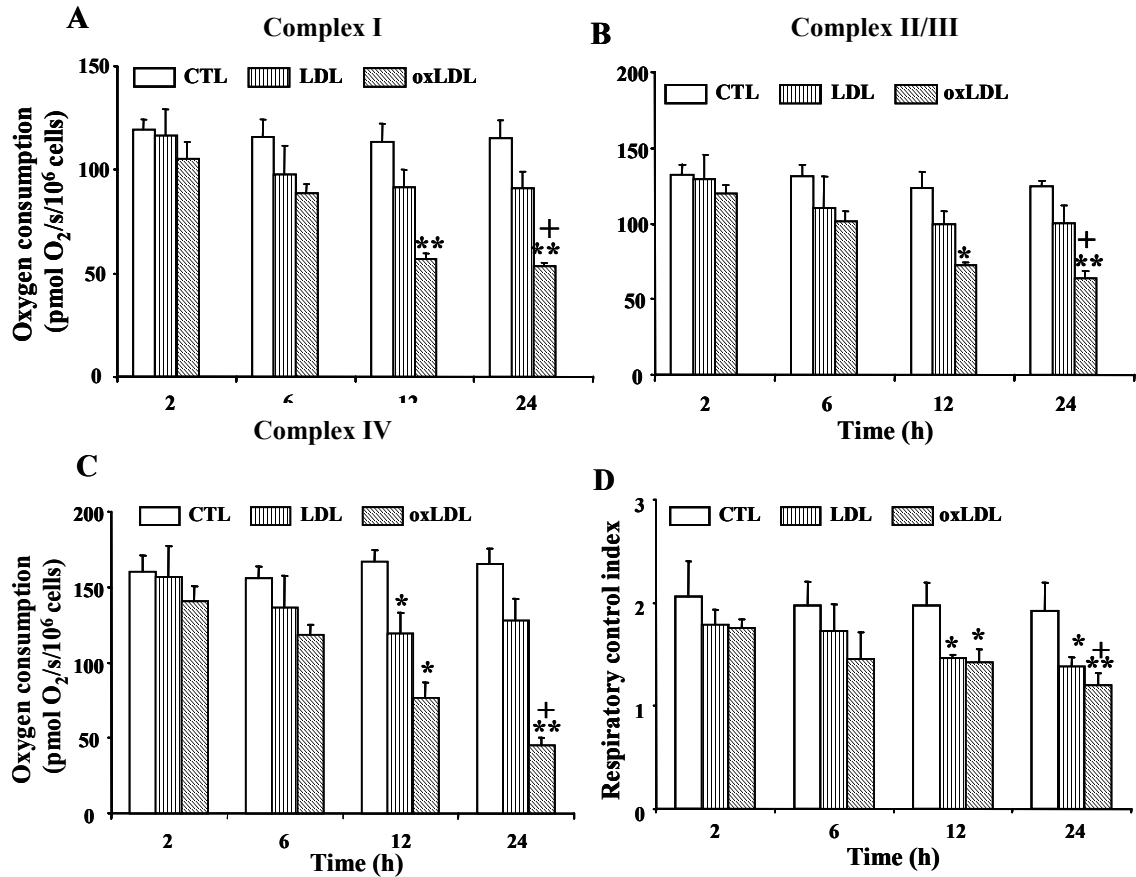 A
Complex I
150
CTL LDL oxLDL
100
50
0
Oxygen consumption
(pmol O₂/s/10⁶ cells)
**
+
**
2 6 12 24
B
Complex II/III
200
CTL LDL oxLDL
150
100
50
0
*
+
**
2 6 12 24
Time (h)
C
Complex IV
200
CTL LDL oxLDL
150
100
50
0
Oxygen consumption
(pmol O₂/s/10⁶ cells)
*
*
+
**
2 6 12 24
Time (h)
D
3
CTL LDL oxLDL
2
1
0
Respiratory control index
* *
*
+
**
2 6 12 24
Time (h)